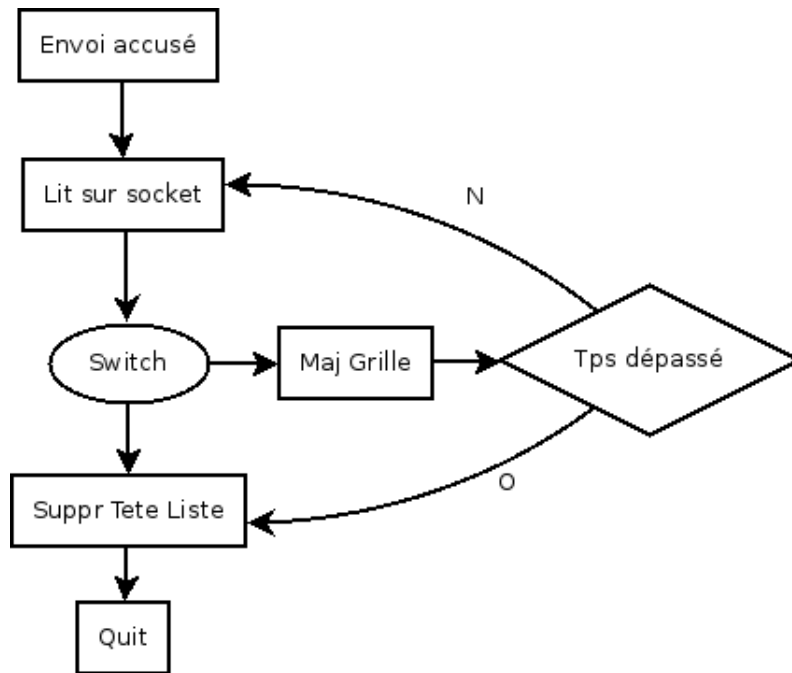 Envoi accusé
Lit sur socket
N
Switch
Maj Grille
Tps dépassé
O
Suppr Tete Liste
Quit